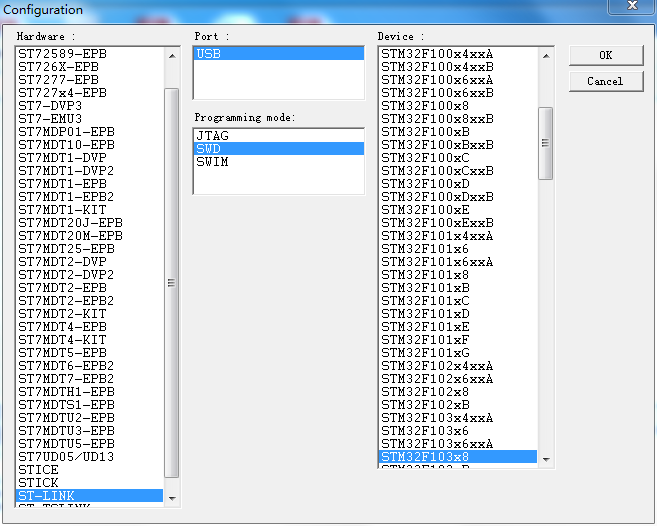 Configuration
Hardware :
ST72589-EPB
ST726X-EPB
ST7277-EPB
ST727x4-EPB
ST7-DVP3
ST7-EMU3
ST7MDP01-EPB
ST7MDT10-EPB
ST7MDT1-DVP
ST7MDT1-DVP2
ST7MDT1-EPB
ST7MDT1-EPB2
ST7MDT1-KIT
ST7MDT20J-EPB
ST7MDT20M-EPB
ST7MDT25-EPB
ST7MDT2-DVP
ST7MDT2-DVP2
ST7MDT2-EPB
ST7MDT2-EPB2
ST7MDT2-KIT
ST7MDT4-EPB
ST7MDT4-KIT
ST7MDT5-EPB
ST7MDT6-EPB2
ST7MDT7-EPB2
ST7MDTH1-EPB
ST7MDTS1-EPB
ST7MDTU2-EPB
ST7MDTU3-EPB
ST7MDTU5-EPB
ST7UD05/UD13
STICE
STICK
ST-LINK
ST-TSLINK
Port :
USB
Programming mode:
JTAG
SWD
SWIM
Device :
STM32F100x4xxA
STM32F100x4xxB
STM32F100x6xxA
STM32F100x6xxB
STM32F100x8
STM32F100x8xxB
STM32F100xB
STM32F100xBxxB
STM32F100xC
STM32F100xCxxB
STM32F100xD
STM32F100xDxxB
STM32F100xE
STM32F100xExxB
STM32F101x4xxA
STM32F101x6
STM32F101x6xxA
STM32F101x8
STM32F101xB
STM32F101xC
STM32F101xD
STM32F101xE
STM32F101xF
STM32F101xG
STM32F102x4xxA
STM32F102x6xxA
STM32F102x8
STM32F102xB
STM32F103x4xxA
STM32F103x6
STM32F103x6xxA
STM32F103x8
STM32F103xB
OK
Cancel